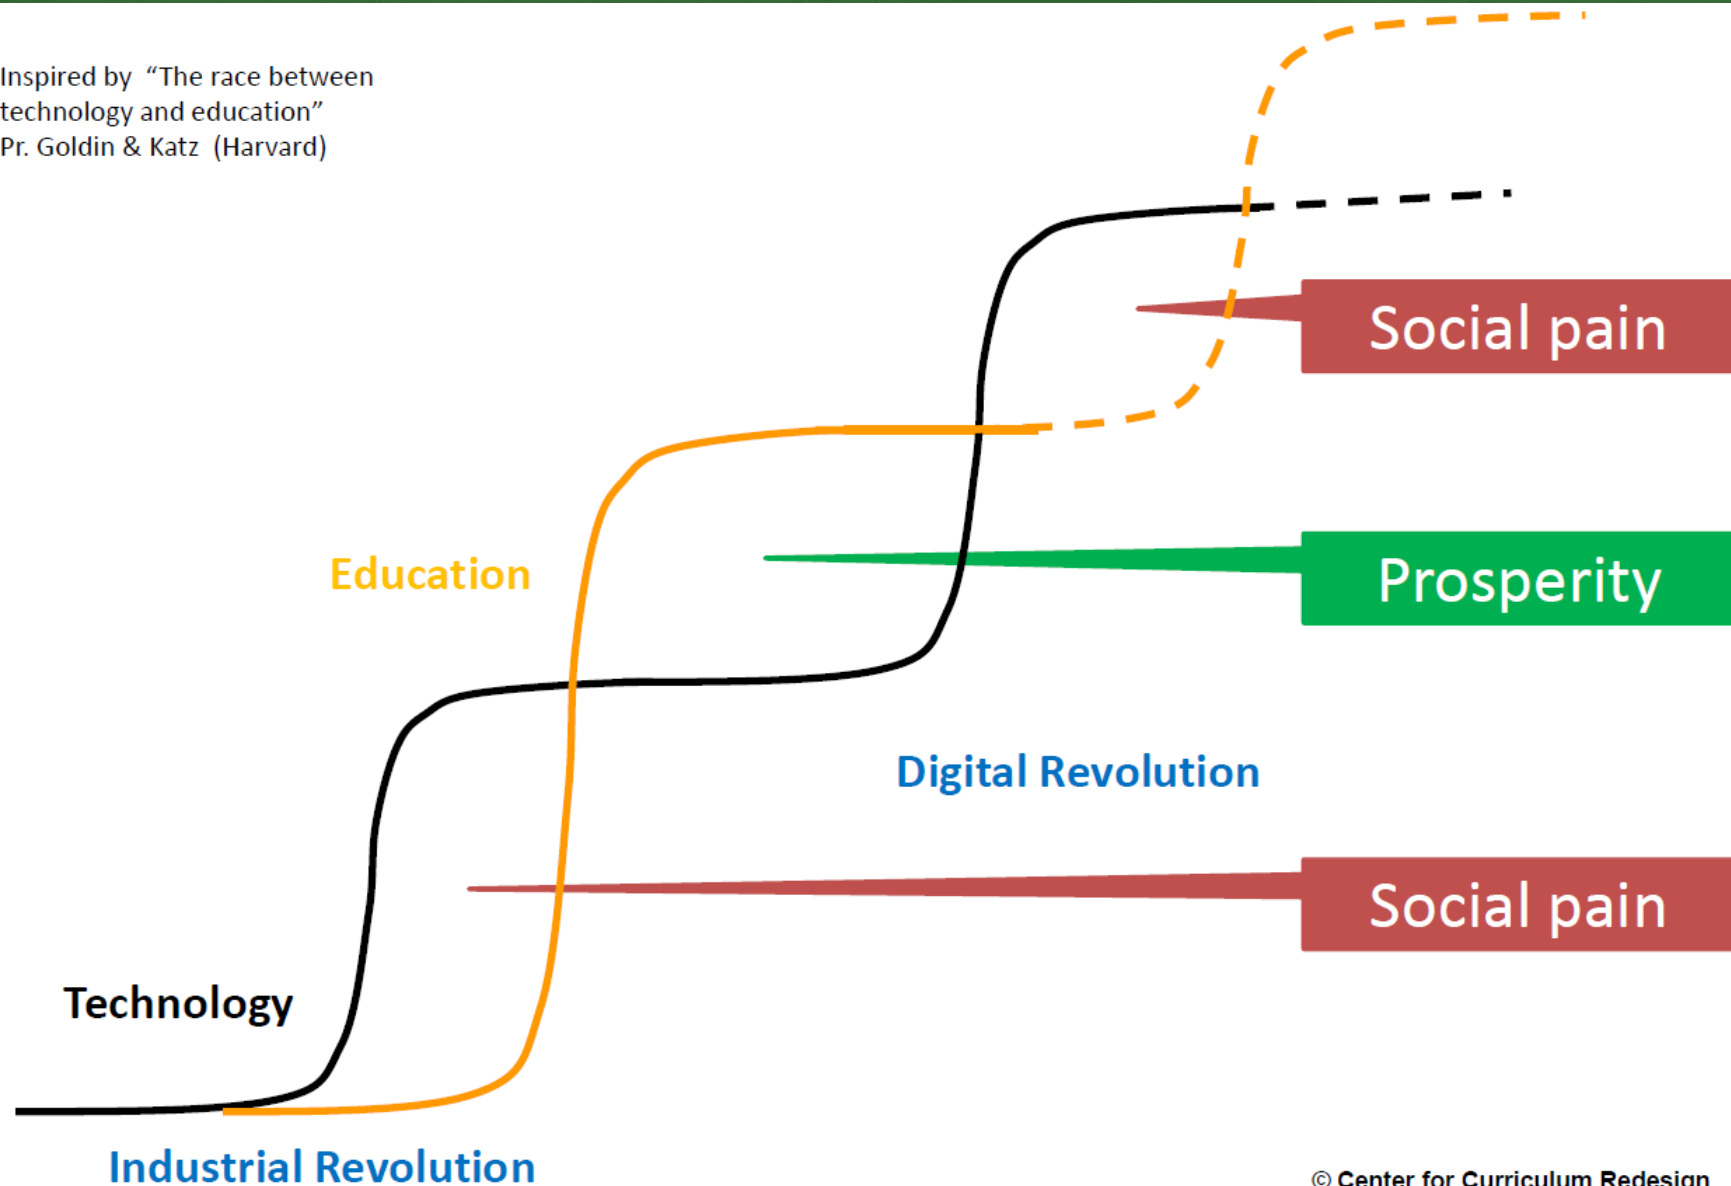 Inspired by “The race between
technology and education”
Pr. Goldin & Katz (Harvard)
Social pain
Education
Prosperity
Digital Revolution
Social pain
Technology
Industrial Revolution
© Center for Curriculum Redesign